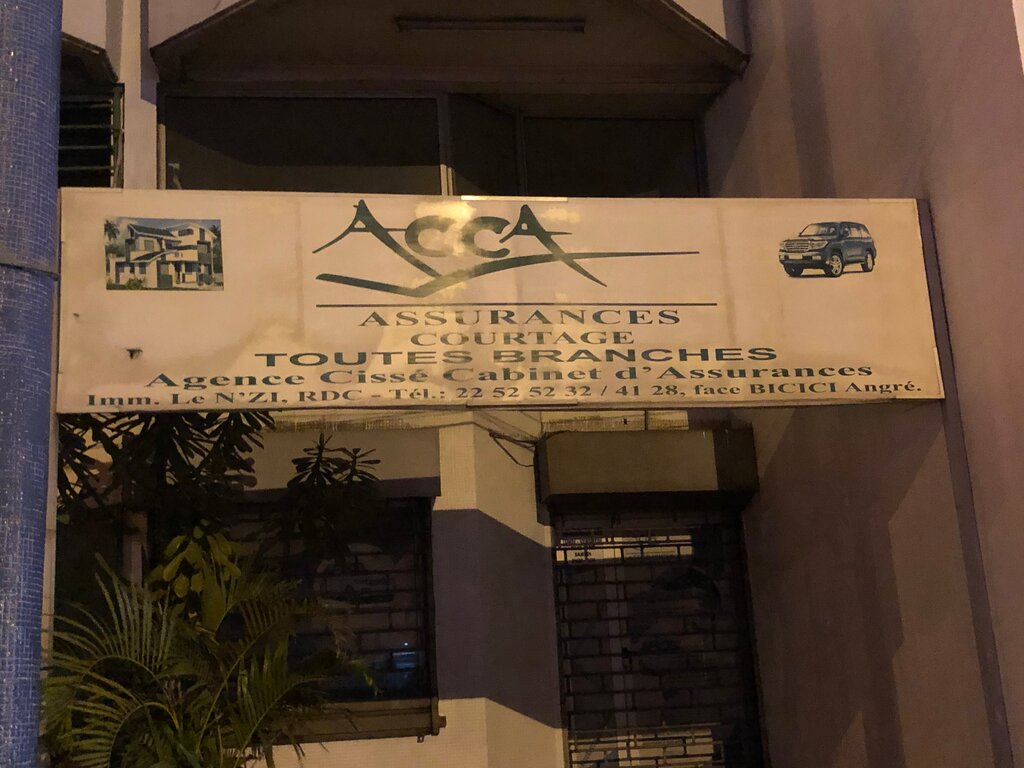 ACCA
ASSURANCES
COURTAGE
TOUTES BRANCHES
Agence Cissé Cabinet d'Assurances
Imm. Le N'ZI, RDC - Tél.: 22 52 52 32 / 41 28, face BICICI Angré.